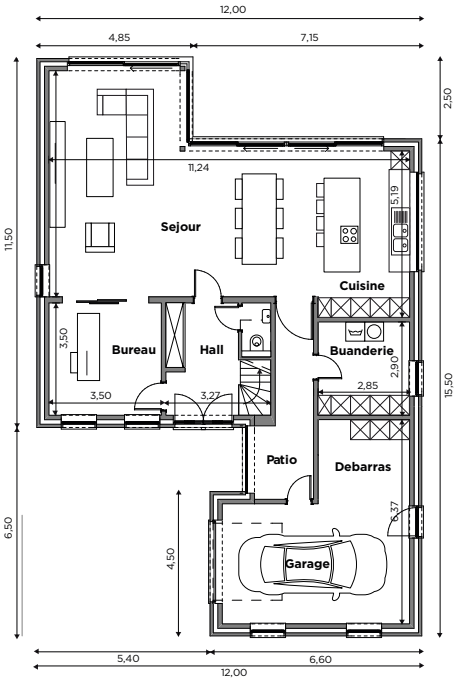 12,00
4,85
7,15
2,50
11,24
5,19
11,50
Sejour
Cuisine
3,50
Bureau
Hall
Buanderie
2,90
2,85
15,50
3,50
3,27
Patio
Debarras
6,37
6,50
4,50
Garage
5,40
6,60
12,00